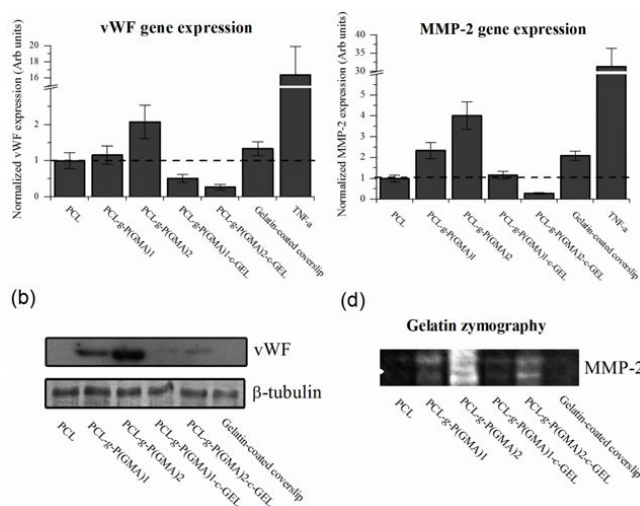 vWF gene expression
Normalized vWF expression (Arb units)
20
16
2
1
0
PCL
PCL-g-P(GMA)1
PCL-g-P(GMA)2
PCL-g-P(GMA)1-c-GEL
PCL-g-P(GMA)2-c-GEL
Gelatin-coated coverslip
TNF-a
MMP-2 gene expression
Normalized MMP-2 expression (Arb units)
36
30
5
4
3
2
1
0
PCL
PCL-g-P(GMA)1
PCL-g-P(GMA)2
PCL-g-P(GMA)1-c-GEL
PCL-g-P(GMA)2-c-GEL
Gelatin-coated coverslip
TNF-a
(b)
vWF
β-tubulin
PCL
PCL-g-P(GMA)1
PCL-g-P(GMA)2
PCL-g-P(GMA)1-c-GEL
PCL-g-P(GMA)2-c-GEL
Gelatin-coated coverslip
(d)
Gelatin zymography
MMP-2
PCL
PCL-g-P(GMA)1
PCL-g-P(GMA)2
PCL-g-P(GMA)1-c-GEL
PCL-g-P(GMA)2-c-GEL
Gelatin-coated coverslip